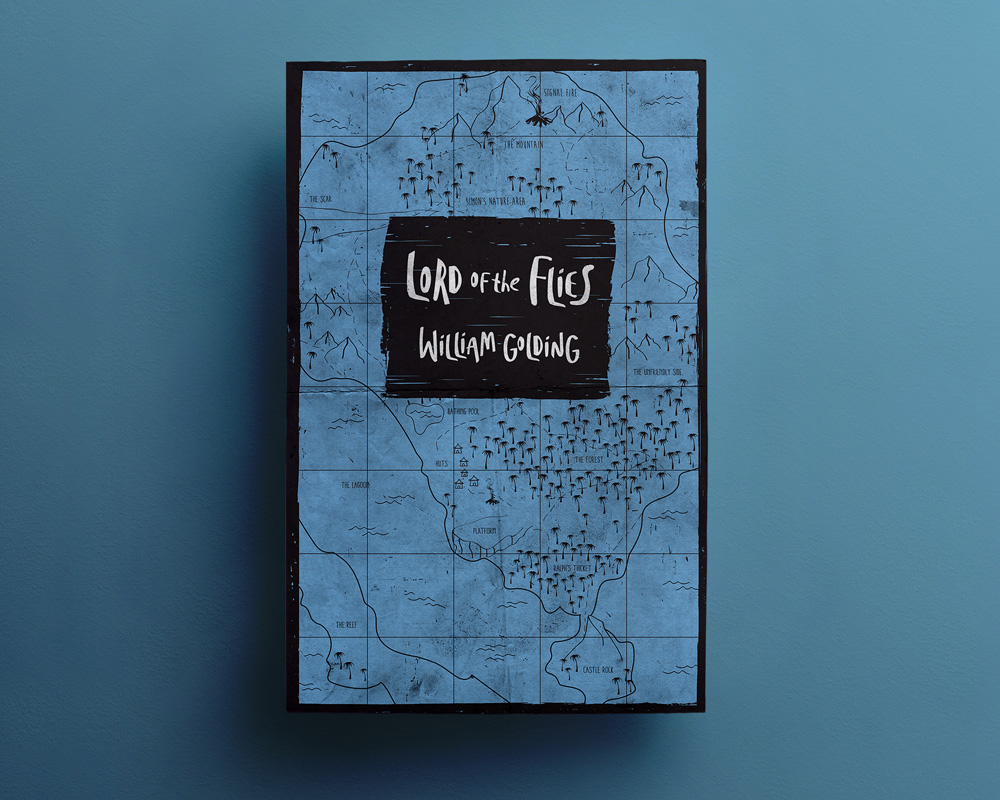 SIGNAL FIRE
THE MOUNTAIN
THE SCAR
SIMON'S NATURE AREA
LORD OF the FLIES
WILLIAM GOLDING
THE UNFRIENDLY SIDE
BATHING POOL
THE FOREST
HUTS
THE LAGOON
PLATFORM
RALPH'S THICKET
THE REEF
CASTLE ROCK